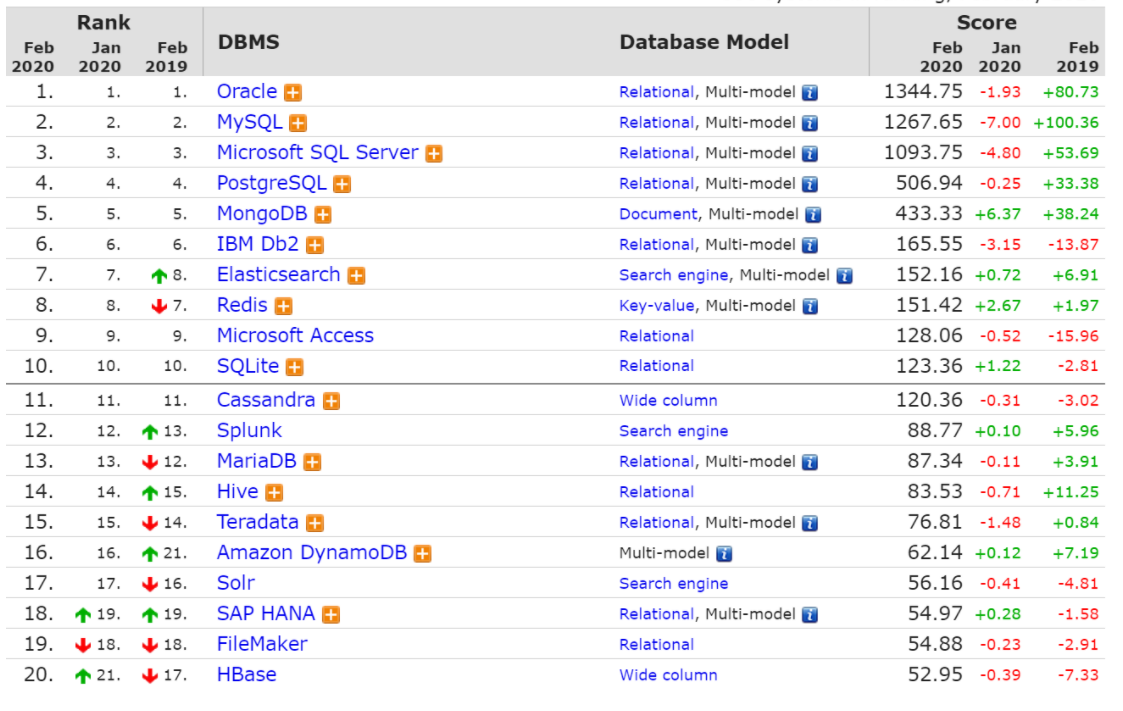 Rank Score
Feb Jan Feb DBMS Database Model Feb Jan Feb
2020 2020 2019 2020 2020 2019
1. 1. 1. Oracle Relational, Multi-model 1344.75 -1.93 +80.73
2. 2. 2. MySQL Relational, Multi-model 1267.65 -7.00 +100.36
3. 3. 3. Microsoft SQL Server Relational, Multi-model 1093.75 -4.80 +53.69
4. 4. 4. PostgreSQL Relational, Multi-model 506.94 -0.25 +33.38
5. 5. 5. MongoDB Document, Multi-model 433.33 +6.37 +38.24
6. 6. 6. IBM Db2 Relational, Multi-model 165.55 -3.15 -13.87
7. 7. 8. Elasticsearch Search engine, Multi-model 152.16 +0.72 +6.91
8. 8. 7. Redis Key-value, Multi-model 151.42 +2.67 +1.97
9. 9. 9. Microsoft Access Relational 128.06 -0.52 -15.96
10. 10. 10. SQLite Relational 123.36 +1.22 -2.81
11. 11. 11. Cassandra Wide column 120.36 -0.31 -3.02
12. 12. 13. Splunk Search engine 88.77 +0.10 +5.96
13. 13. 12. MariaDB Relational, Multi-model 87.34 -0.11 +3.91
14. 14. 15. Hive Relational 83.53 -0.71 +11.25
15. 15. 14. Teradata Relational, Multi-model 76.81 -1.48 +0.84
16. 16. 21. Amazon DynamoDB Multi-model 62.14 +0.12 +7.19
17. 17. 16. Solr Search engine 56.16 -0.41 -4.81
18. 19. 19. SAP HANA Relational, Multi-model 54.97 +0.28 -1.58
19. 18. 18. FileMaker Relational 54.88 -0.23 -2.91
20. 21. 17. HBase Wide column 52.95 -0.39 -7.33